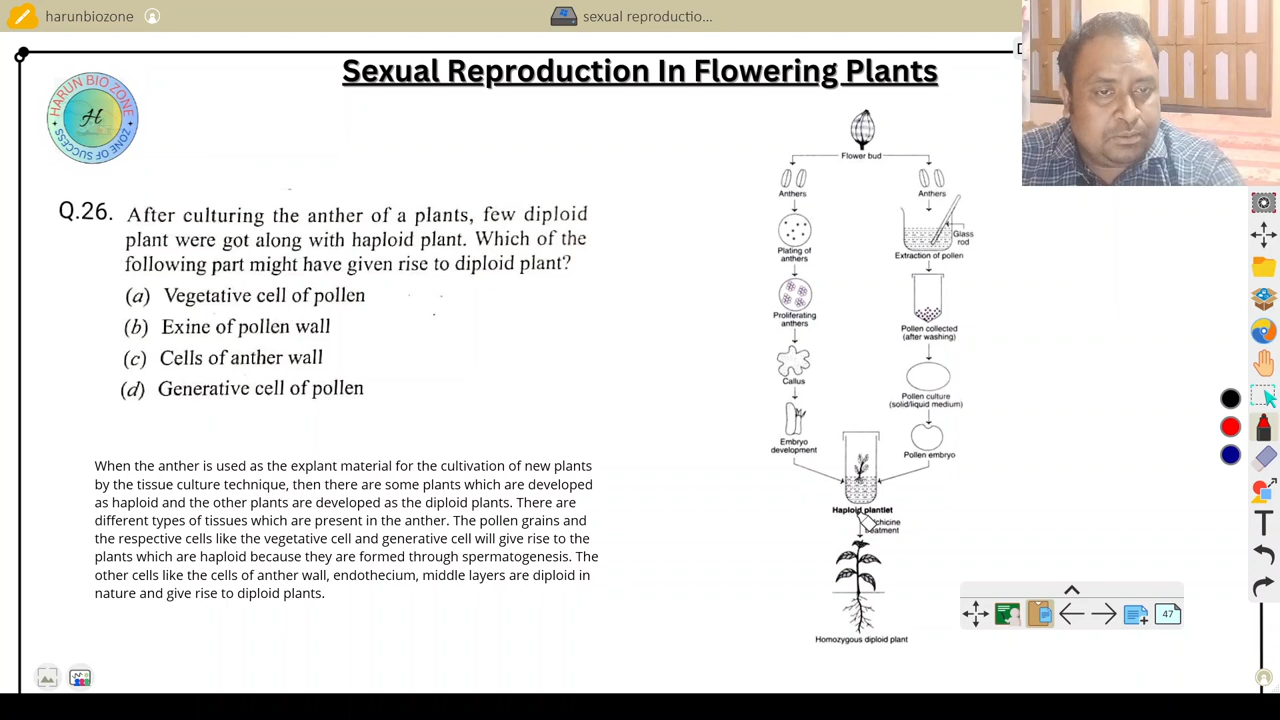 harunbiozone
sexual reproductio...
Sexual Reproduction In Flowering Plants
HARUN BIO ZONE
H
ZONE OF SUCCESS
Q.26. After culturing the anther of a plants, few diploid
plant were got along with haploid plant. Which of the
following part might have given rise to diploid plant?
(a) Vegetative cell of pollen
(b) Exine of pollen wall
(c) Cells of anther wall
(d) Generative cell of pollen
When the anther is used as the explant material for the cultivation of new plants
by the tissue culture technique, then there are some plants which are developed
as haploid and the other plants are developed as the diploid plants. There are
different types of tissues which are present in the anther. The pollen grains and
the respective cells like the vegetative cell and generative cell will give rise to the
plants which are haploid because they are formed through spermatogenesis. The
other cells like the cells of anther wall, endothecium, middle layers are diploid in
nature and give rise to diploid plants.
Flower bud
Anthers
Anthers
Glass
rod
Plating of
anthers
Extraction of pollen
Proliferating
anthers
Pollen collected
(after washing)
Callus
Pollen culture
(solid/liquid medium)
Embryo
development
Pollen embryo
Haploid plantlet
chicine
eatment
Homozygous diploid plant
T
47